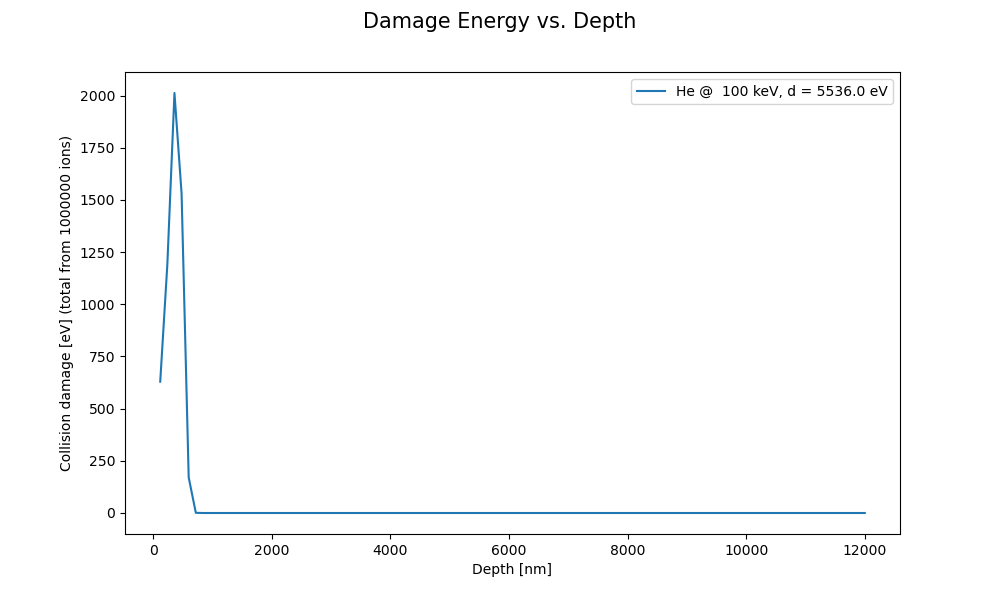 Damage Energy vs. Depth
He @  100 keV, d = 5536.0 eV
Collision damage [eV] (total from 1000000 ions)
2000
1750
1500
1250
1000
750
500
250
0
0 2000 4000 6000 8000 10000 12000
Depth [nm]